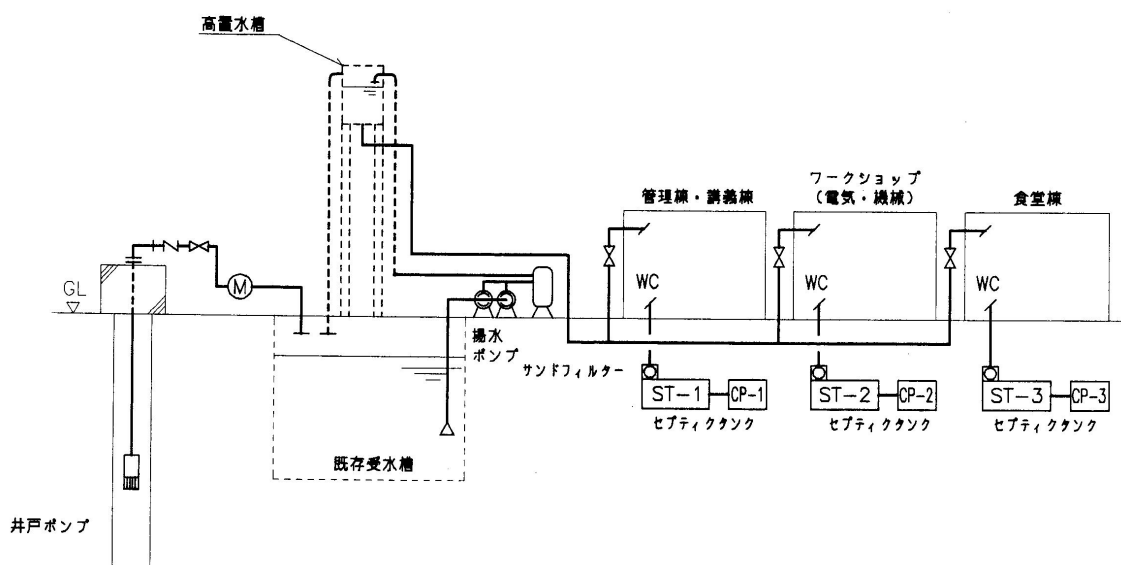 高置水槽
管理棟・講義棟
ワークショップ
(電気・機械)
食堂棟
GL
M
WC
WC
WC
揚水
ポンプ
サンドフィルター
ST-1
CP-1
ST-2
CP-2
ST-3
CP-3
セプティクタンク
セプティクタンク
セプティクタンク
既存受水槽
井戸ポンプ